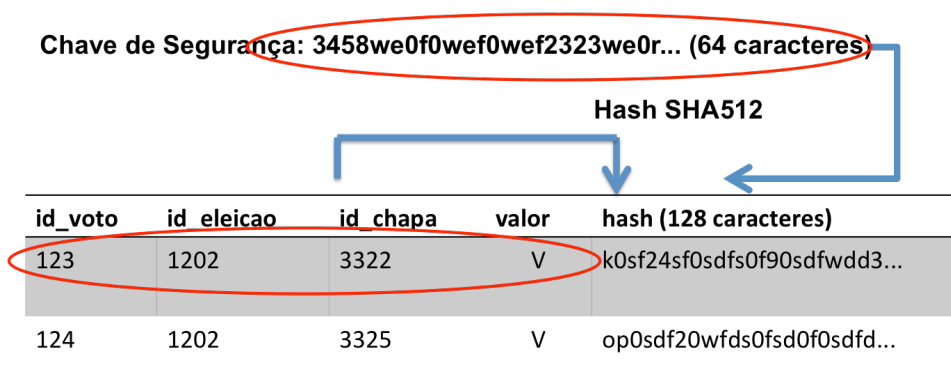 Chave de Segurança: 3458we0f0wef0wef2323we0r... (64 caracteres)
Hash SHA512
id_voto id_eleicao id_chapa valor hash (128 caracteres)
123 1202 3322 V k0sf24sf0sdfs0f90sdfwdd3...
124 1202 3325 V op0sdf20wfds0fsd0f0sdfd...